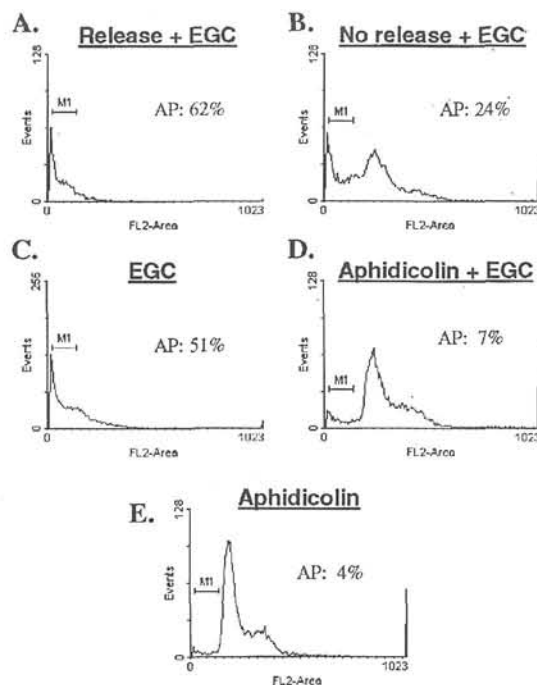 A. Release + EGC
128
M1
AP: 62%
Events
0
0
1023
FL2-Area
B. No release + EGC
128
M1
AP: 24%
Events
0
0
1023
FL2-Area
C. EGC
256
M1
AP: 51%
Events
0
0
1023
FL2-Area
D. Aphidicolin + EGC
128
M1
AP: 7%
Events
0
0
1023
FL2-Area
E. Aphidicolin
128
M1
AP: 4%
Events
0
0
1023
FL2-Area